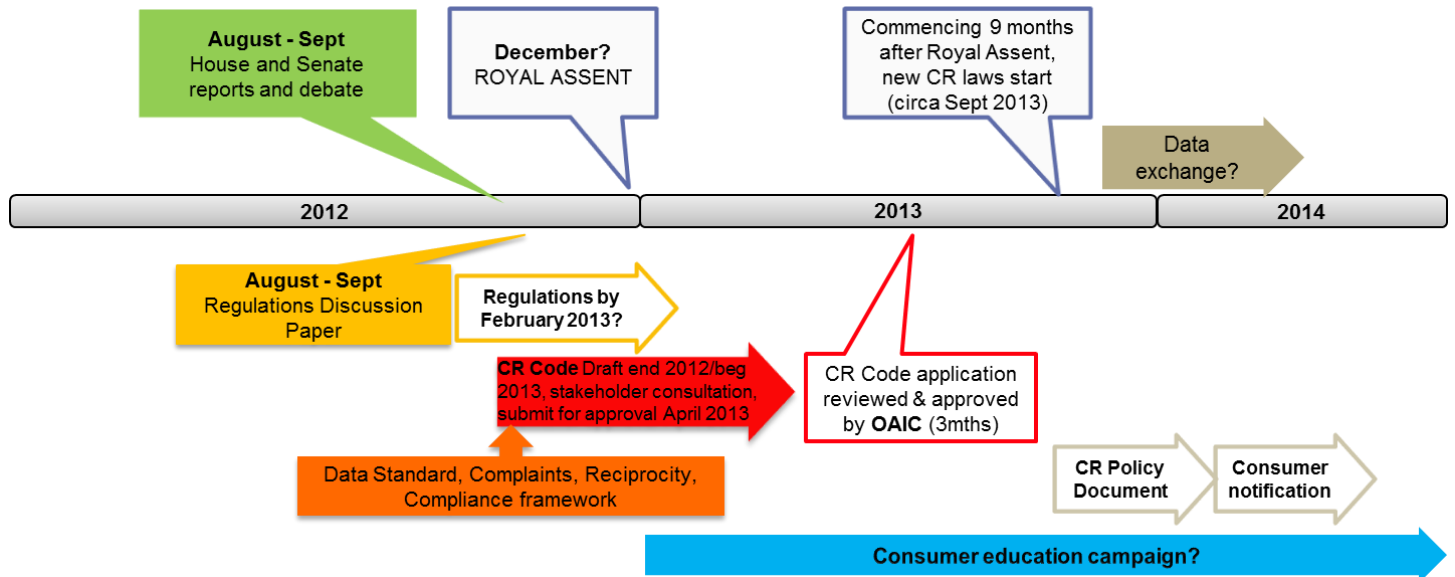 August - Sept
House and Senate
reports and debate
December?
ROYAL ASSENT
Commencing 9 months
after Royal Assent,
new CR laws start
(circa Sept 2013)
Data
exchange?
2012
2013
2014
August - Sept
Regulations Discussion
Paper
Regulations by
February 2013?
CR Code Draft end 2012/beg
2013, stakeholder consultation,
submit for approval April 2013
CR Code application
reviewed & approved
by OAIC (3mths)
Data Standard, Complaints, Reciprocity,
Compliance framework
CR Policy
Document
Consumer
notification
Consumer education campaign?